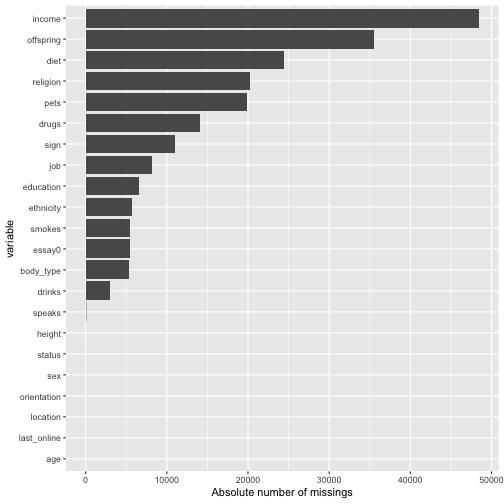 income
offspring
diet
religion
pets
drugs
sign
job
education
ethnicity
smokes
essay0
body_type
drinks
speaks
height
status
sex
orientation
location
last_online
age
variable
0 10000 20000 30000 40000 50000
Absolute number of missings